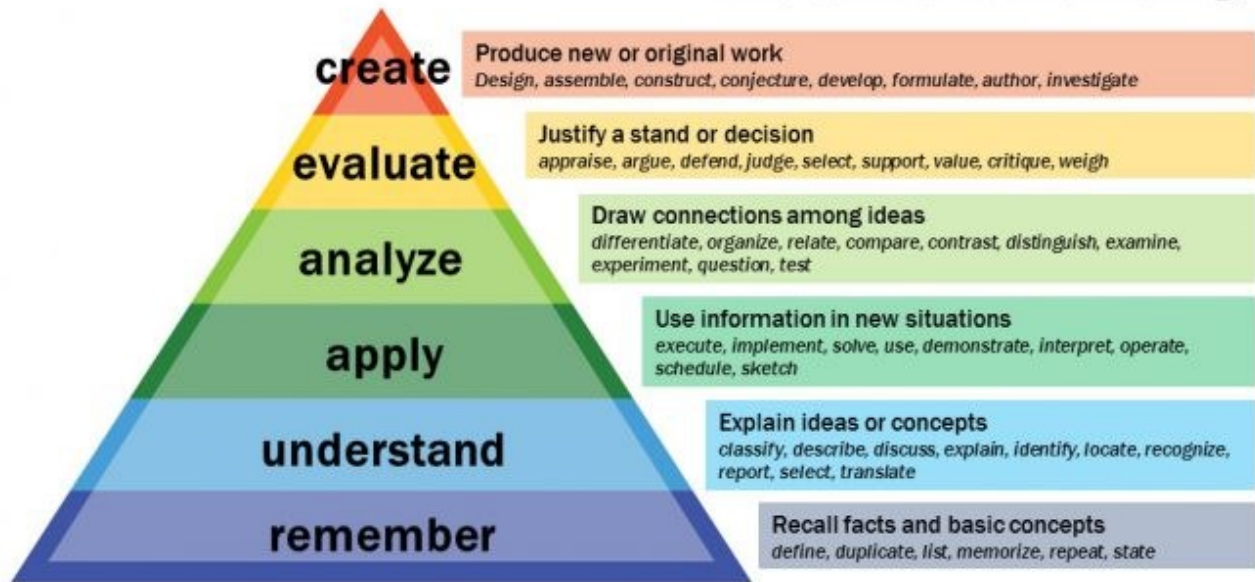 create
Produce new or original work
Design, assemble, construct, conjecture, develop, formulate, author, investigate
evaluate
Justify a stand or decision
appraise, argue, defend, judge, select, support, value, critique, weigh
analyze
Draw connections among ideas
differentiate, organize, relate, compare, contrast, distinguish, examine,
experiment, question, test
apply
Use information in new situations
execute, implement, solve, use, demonstrate, interpret, operate,
schedule, sketch
understand
Explain ideas or concepts
classify, describe, discuss, explain, identify, locate, recognize,
report, select, translate
remember
Recall facts and basic concepts
define, duplicate, list, memorize, repeat, state